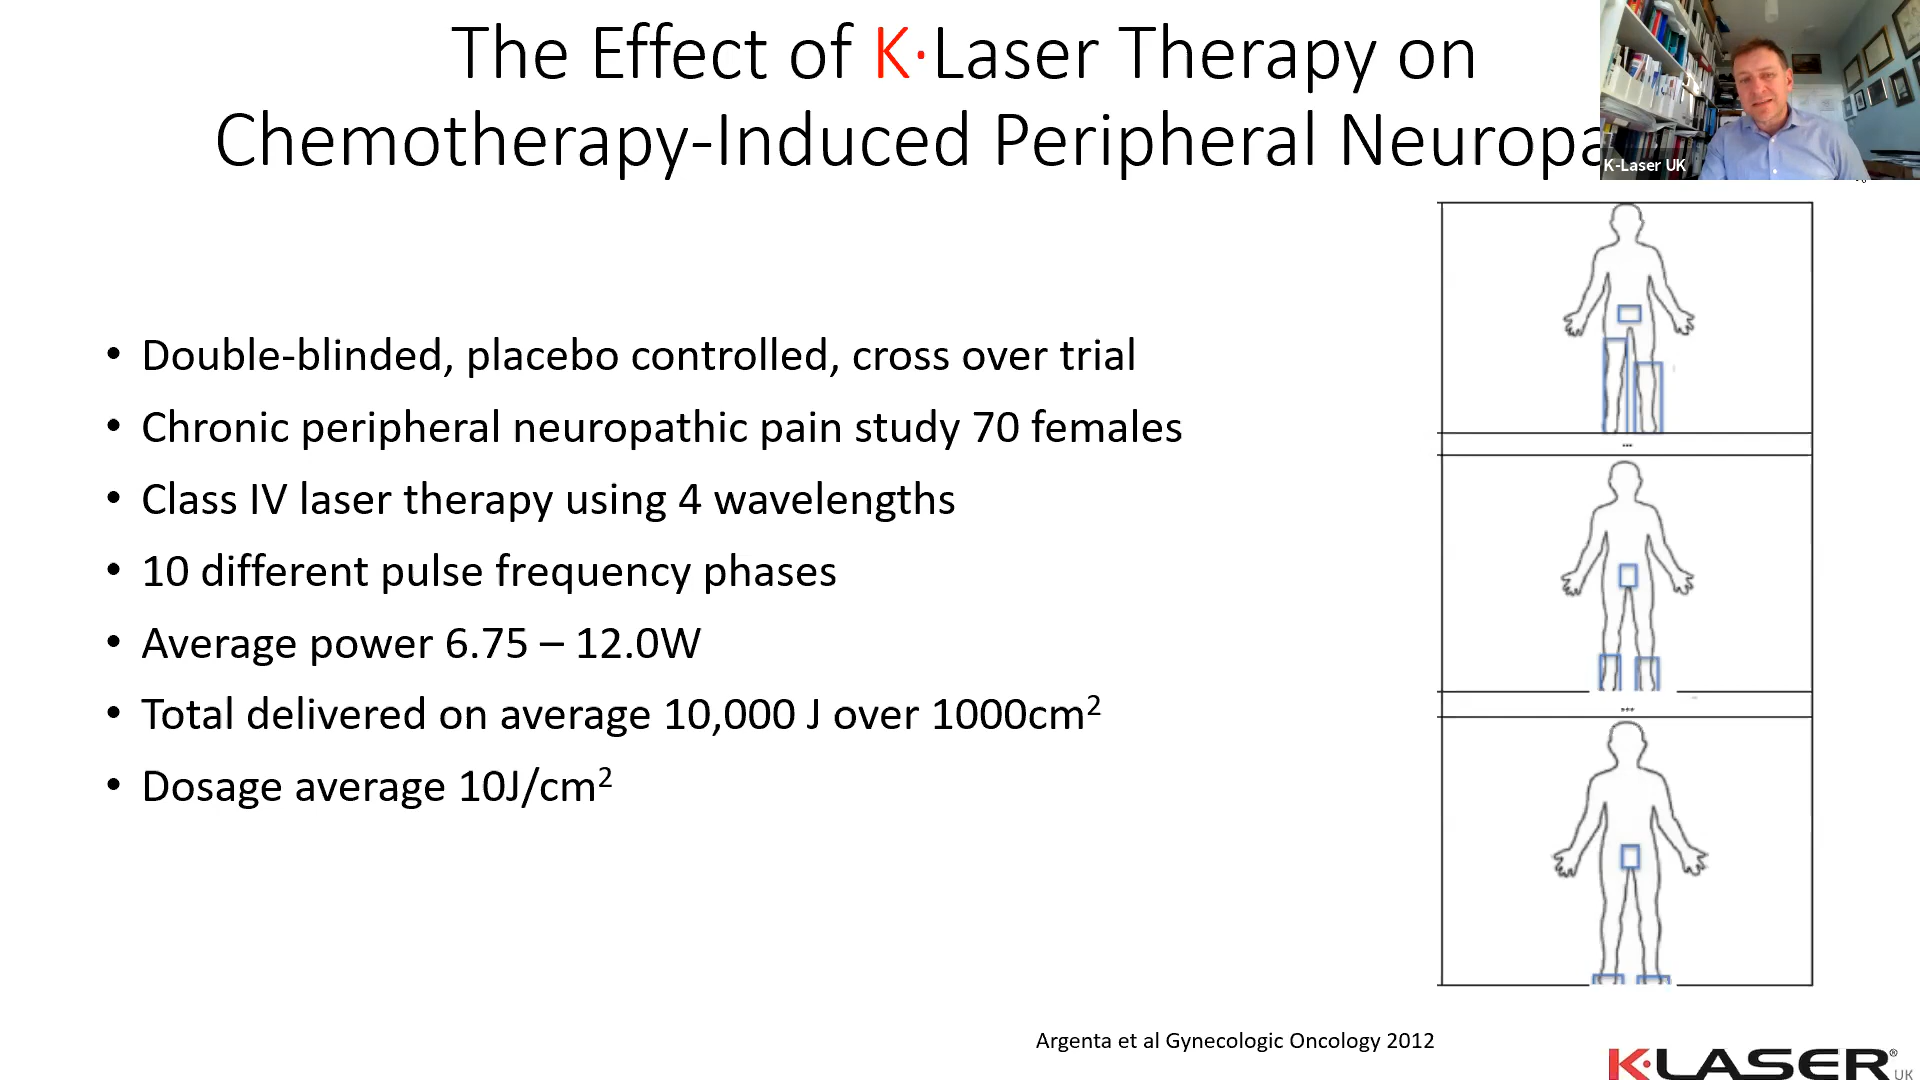 The Effect of K·Laser Therapy on
Chemotherapy-Induced Peripheral Neuropa
K-Laser UK
• Double-blinded, placebo controlled, cross over trial
• Chronic peripheral neuropathic pain study 70 females
• Class IV laser therapy using 4 wavelengths
• 10 different pulse frequency phases
• Average power 6.75 – 12.0W
• Total delivered on average 10,000 J over 1000cm²
• Dosage average 10J/cm²
Argenta et al Gynecologic Oncology 2012
K·LASER® UK